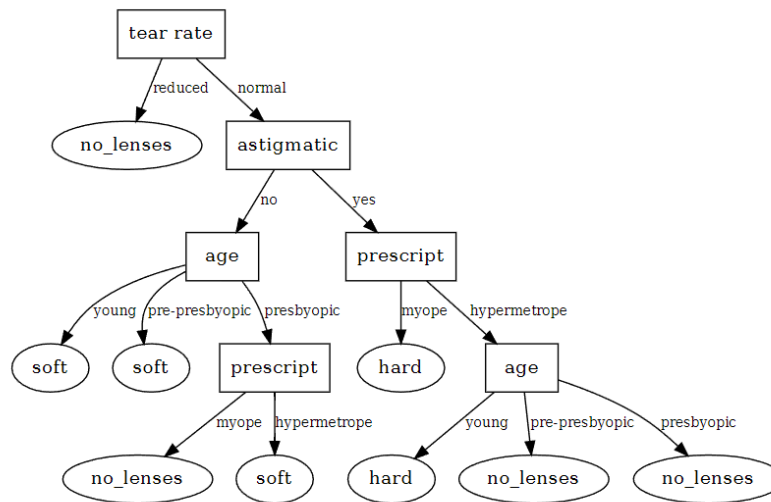 tear rate
reduced normal
no_lenses
astigmatic
no yes
age prescript
young pre-presbyopic presbyopic myope hypermetrope
soft soft prescript hard age
myope hypermetrope young pre-presbyopic presbyopic
no_lenses soft hard no_lenses no_lenses